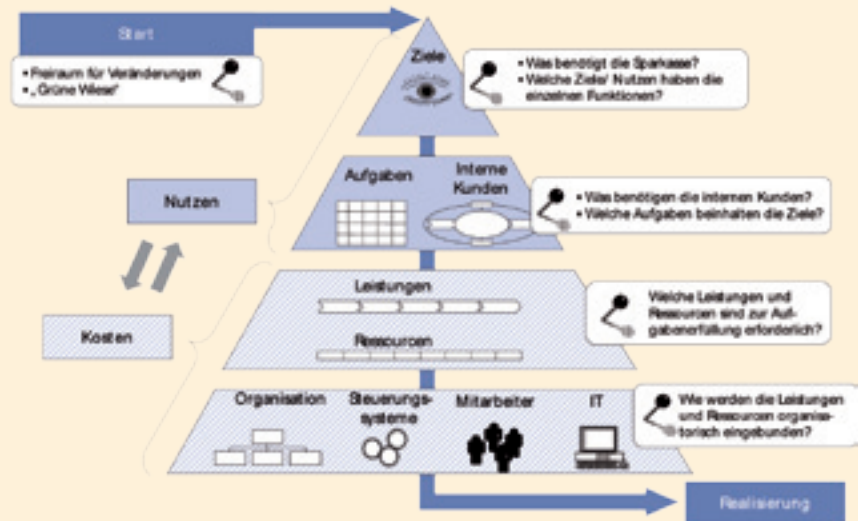 Start
• Freiraum für Veränderungen
• „Grüne Wiese“
Ziele
• Was benötigt die Sparkasse?
• Welche Ziele/ Nutzen haben die
einzelnen Funktionen?
Nutzen
Aufgaben
Interne
Kunden
• Was benötigen die internen Kunden?
• Welche Aufgaben beinhalten die Ziele?
Kosten
Leistungen
Ressourcen
Welche Leistungen und
Ressourcen sind zur Auf-
gabenerfüllung erforderlich?
Organisation
Steuerungs-
systeme
Mitarbeiter
IT
Wie werden die Leistungen
und Ressourcen organisa-
torisch eingebunden?
Realisierung